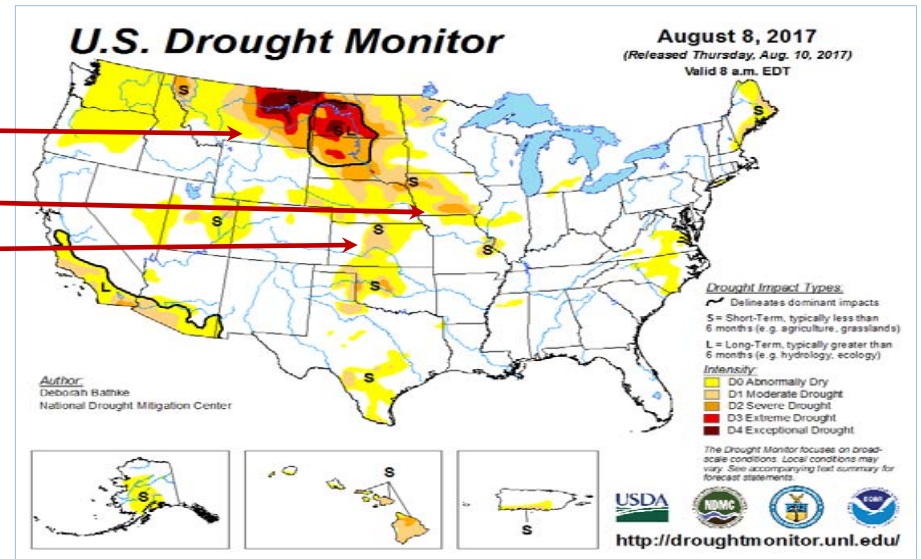 U.S. Drought Monitor
August 8, 2017
(Released Thursday, Aug. 10, 2017)
Valid 8 a.m. EDT
S
S
S L
S
S
S
S
S
S
L
S
S
Drought Impact Types:
Delineates dominant impacts
S = Short-Term, typically less than
6 months (e.g. agriculture, grasslands)
L = Long-Term, typically greater than
6 months (e.g. hydrology, ecology)
Intensity:
D0 Abnormally Dry
D1 Moderate Drought
D2 Severe Drought
D3 Extreme Drought
D4 Exceptional Drought
Author:
Deborah Bathke
National Drought Mitigation Center
The Drought Monitor focuses on broad-
scale conditions. Local conditions may
vary. See accompanying text summary for
forecast statements.
S
S
S
USDA
NDMC
http://droughtmonitor.unl.edu/